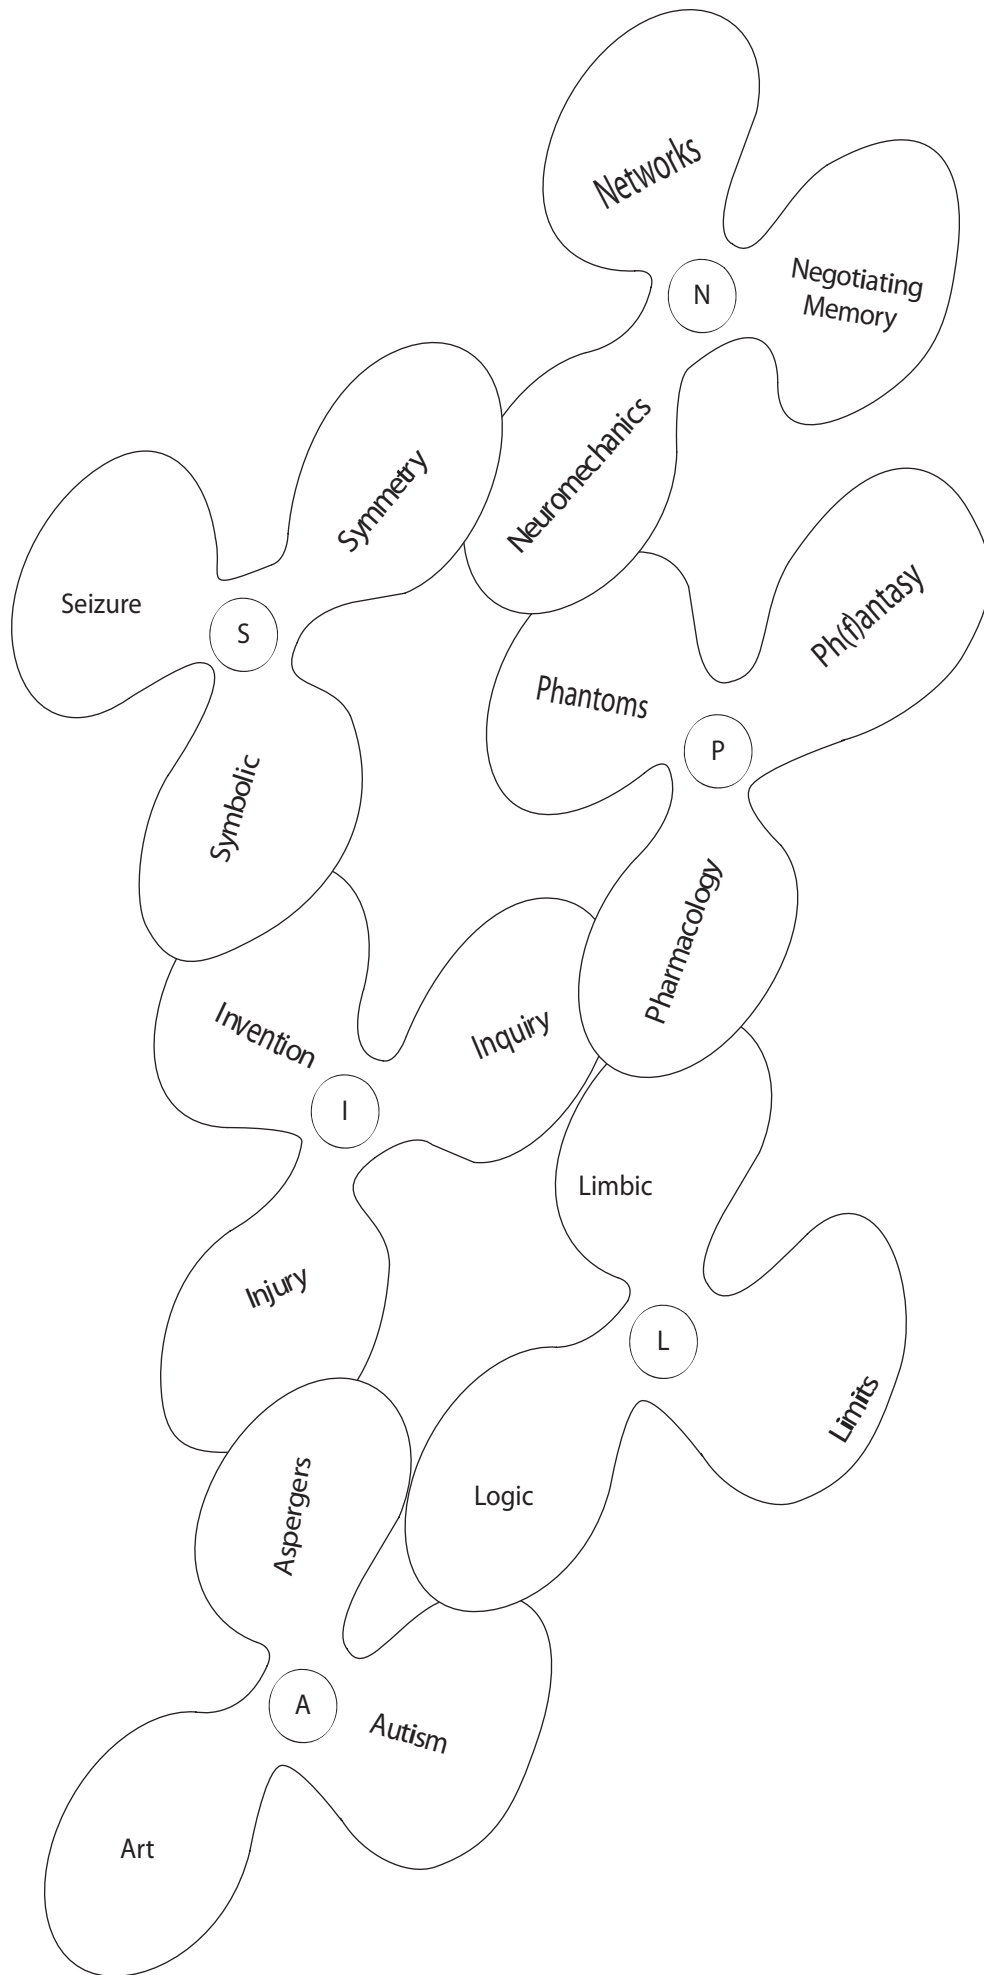 Networks
Negotiating
Memory
N
Neuromechanics
Symmetry
Seizure
S
Symbolic
Ph(f)antasy
Phantoms
P
Pharmacology
Invention
Inquiry
I
Injury
Limbic
L
Limits
Logic
Aspergers
A
Autism
Art